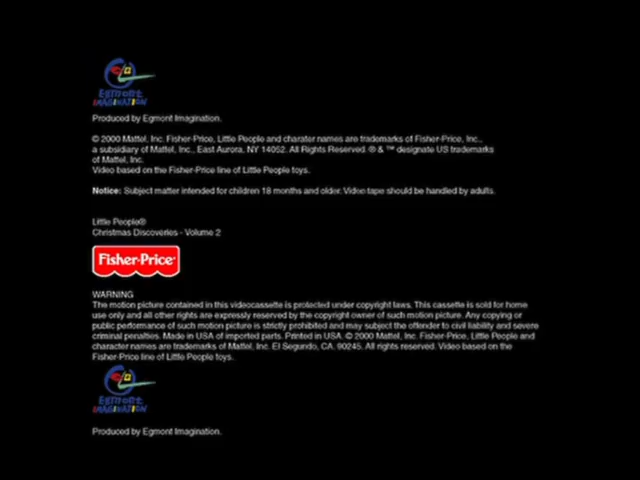 Egmont
IMAGINATION
Produced by Egmont Imagination.
© 2000 Mattel, Inc. Fisher-Price, Little People and charater names are trademarks of Fisher-Price, Inc.,
a subsidiary of Mattel, Inc., East Aurora, NY 14052. All Rights Reserved. ® & ™ designate US trademarks
of Mattel, Inc.
Video based on the Fisher-Price line of Little People toys.
Notice: Subject matter intended for children 18 months and older. Video tape should be handled by adults.
Little People®
Christmas Discoveries - Volume 2
Fisher-Price®
WARNING
The motion picture contained in this videocassette is protected under copyright laws. This cassette is sold for home
use only and all other rights are expressly reserved by the copyright owner of such motion picture. Any copying or
public performance of such motion picture is strictly prohibited and may subject the offender to civil liability and severe
criminal penalties. Made in USA of imported parts. Printed in USA. © 2000 Mattel, Inc. Fisher-Price, Little People and
character names are trademarks of Mattel, Inc. El Segundo, CA. 90245. All rights reserved. Video based on the
Fisher-Price line of Little People toys.
Egmont
IMAGINATION
Produced by Egmont Imagination.